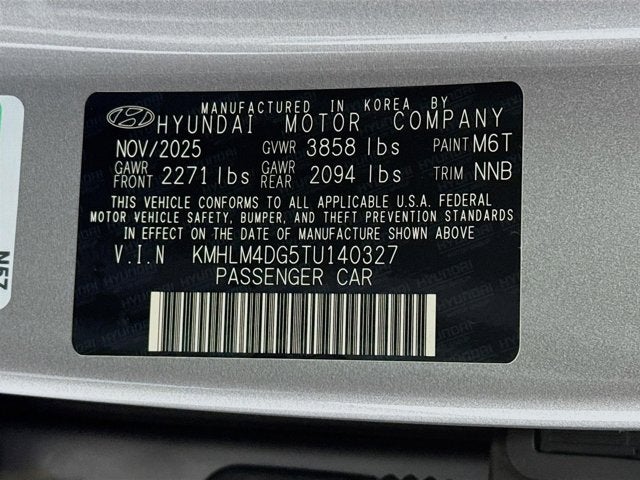 MANUFACTURED IN KOREA BY
HYUNDAI MOTOR COMPANY
NOV/2025 GVWR 3858 lbs PAINT M6T
GAWR FRONT 2271 lbs GAWR REAR 2094 lbs TRIM NNB
THIS VEHICLE CONFORMS TO ALL APPLICABLE U.S.A. FEDERAL
MOTOR VEHICLE SAFETY, BUMPER, AND THEFT PREVENTION STANDARDS
IN EFFECT ON THE DATE OF MANUFACTURE SHOWN ABOVE.
V.I.N KMHLM4DG5TU140327
PASSENGER CAR